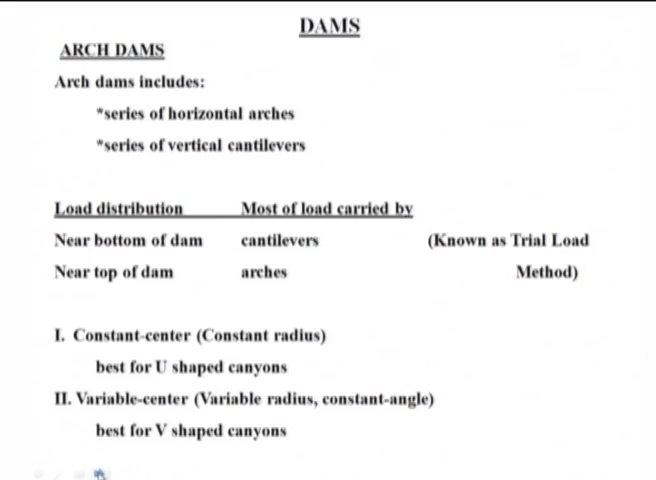 DAMS
ARCH DAMS
Arch dams includes:
*series of horizontal arches
*series of vertical cantilevers
Load distribution Most of load carried by
Near bottom of dam cantilevers (Known as Trial Load
Near top of dam arches Method)
I. Constant-center (Constant radius)
best for U shaped canyons
II. Variable-center (Variable radius, constant-angle)
best for V shaped canyons